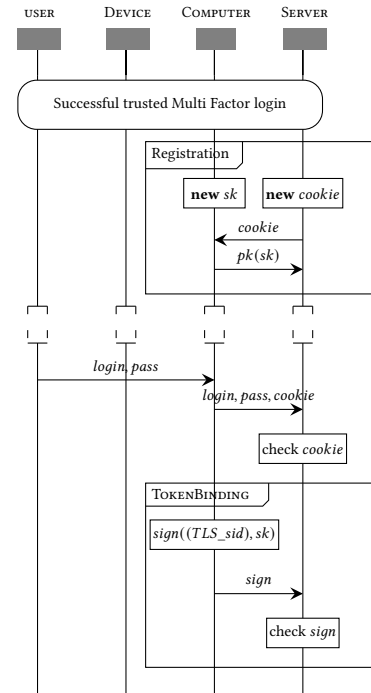 USER DEVICE COMPUTER SERVER
Successful trusted Multi Factor login
Registration
new sk new cookie
cookie
pk(sk)
login, pass
login, pass, cookie
check cookie
TOKENBINDING
sign((TLS_sid), sk)
sign
check sign